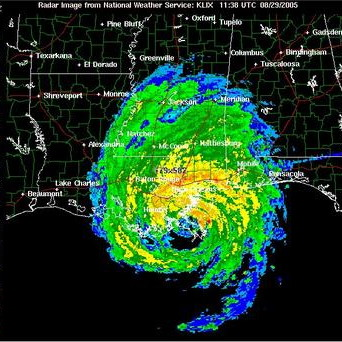 Radar Image from National Weather Service: KLIX 11:38 UTC 08/29/2005
Pine Bluff
Oxford
Tupelo
Gadsden
Texarkana
Greenville
Columbus
Birmingham
El Dorado
Tuscaloosa
Shreveport
Monroe
Jackson
Meridian
Natchez
Alexandria
McComb
Hattiesburg
Mobile
Pensacola
Lake Charles
Baton Rouge
Beaumont